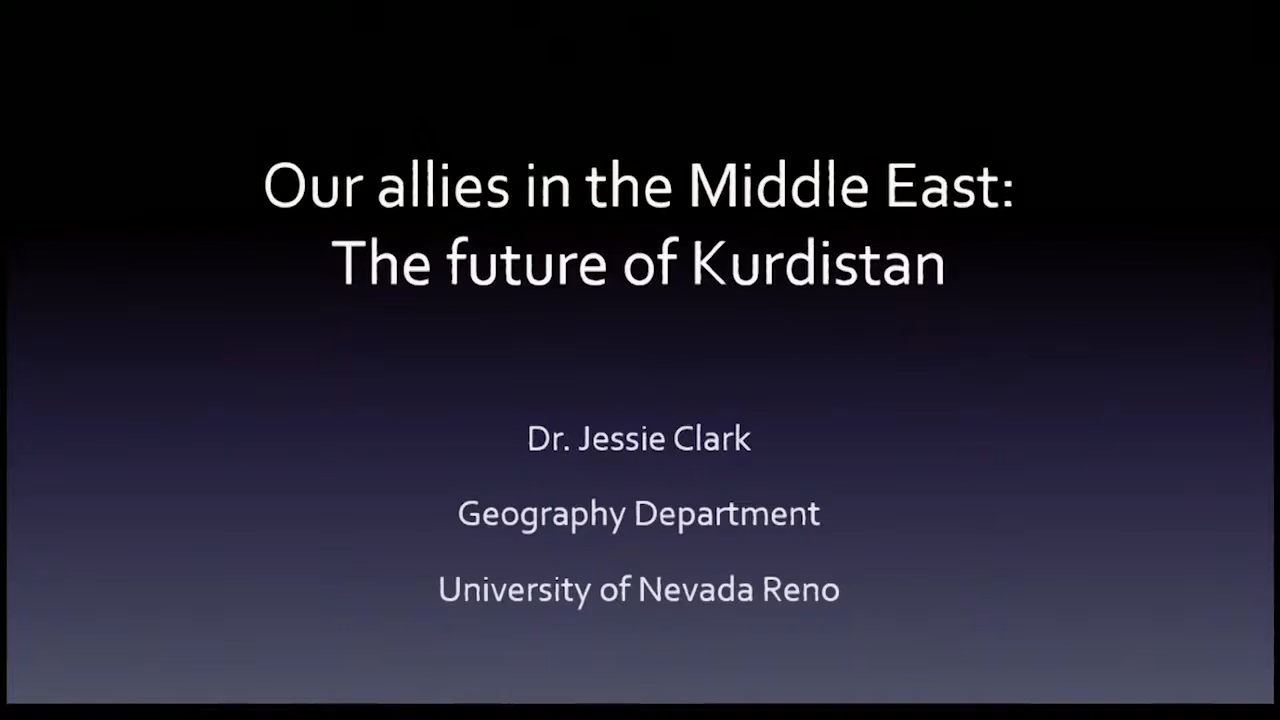 Our allies in the Middle East:
The future of Kurdistan
Dr. Jessie Clark
Geography Department
University of Nevada Reno